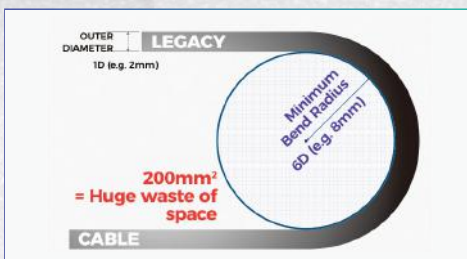 OUTER
DIAMETER
LEGACY
1D (e.g. 2mm)
Minimum
Bend Radius
6D (e.g. 8mm)
200mm²
= Huge waste of
space
CABLE